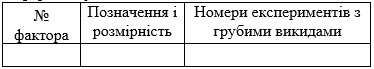 №
фактора
Позначення і
розмірність
Номери експериментів з
грубими викидами